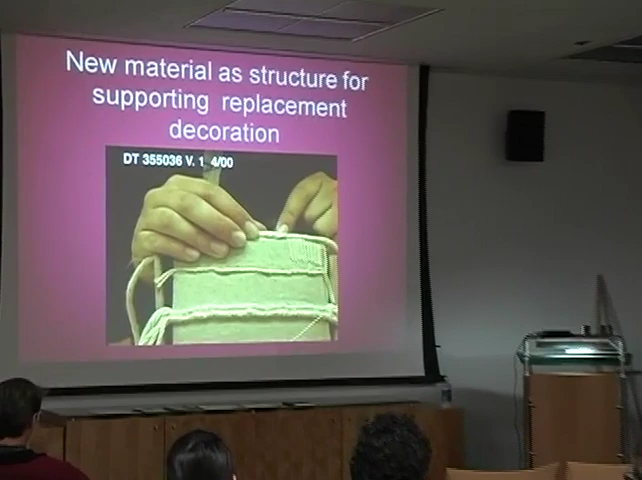 New material as structure for
supporting replacement
decoration
DT 355036 V. 1 4/00